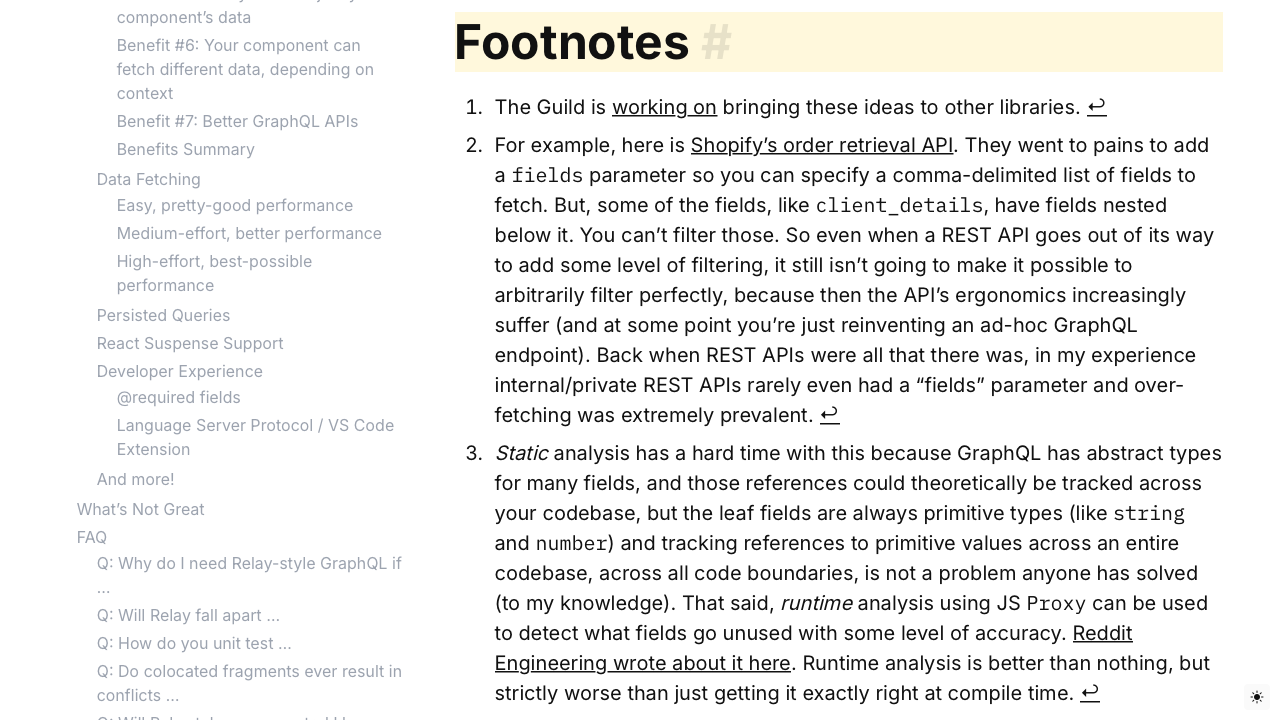 component’s data
Benefit #6: Your component can
fetch different data, depending on
context
Benefit #7: Better GraphQL APIs
Benefits Summary
Data Fetching
Easy, pretty-good performance
Medium-effort, better performance
High-effort, best-possible
performance
Persisted Queries
React Suspense Support
Developer Experience
@required fields
Language Server Protocol / VS Code
Extension
And more!
What’s Not Great
FAQ
Q: Why do I need Relay-style GraphQL if
…
Q: Will Relay fall apart …
Q: How do you unit test …
Q: Do colocated fragments ever result in
conflicts …
Footnotes #
1. The Guild is working on bringing these ideas to other libraries. ↩
2. For example, here is Shopify’s order retrieval API. They went to pains to add
a fields parameter so you can specify a comma-delimited list of fields to
fetch. But, some of the fields, like client_details, have fields nested
below it. You can’t filter those. So even when a REST API goes out of its way
to add some level of filtering, it still isn’t going to make it possible to
arbitrarily filter perfectly, because then the API’s ergonomics increasingly
suffer (and at some point you’re just reinventing an ad-hoc GraphQL
endpoint). Back when REST APIs were all that there was, in my experience
internal/private REST APIs rarely even had a “fields” parameter and over-
fetching was extremely prevalent. ↩
3. Static analysis has a hard time with this because GraphQL has abstract types
for many fields, and those references could theoretically be tracked across
your codebase, but the leaf fields are always primitive types (like string
and number) and tracking references to primitive values across an entire
codebase, across all code boundaries, is not a problem anyone has solved
(to my knowledge). That said, runtime analysis using JS Proxy can be used
to detect what fields go unused with some level of accuracy. Reddit
Engineering wrote about it here. Runtime analysis is better than nothing, but
strictly worse than just getting it exactly right at compile time. ↩